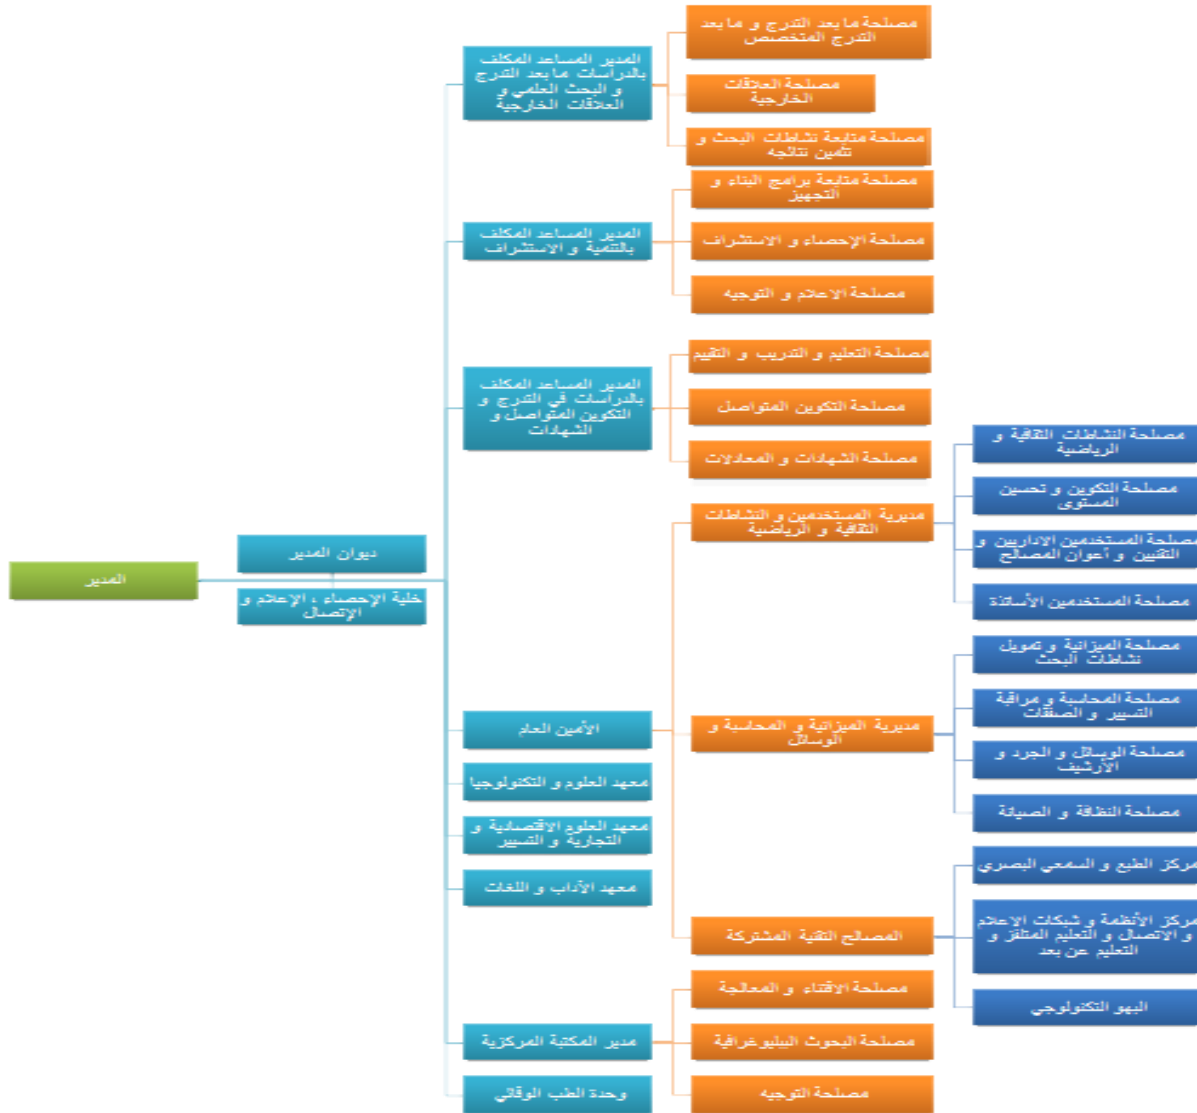 مصلحة ما بعد التدرج و ما بعد
التدرج المتخصص
المدير المساعد المكلف
بالدراسات ما بعد التدرج
و البحث العلمي و
العلاقات الخارجية
مصلحة العلاقات
الخارجية
مصلحة متابعة نشاطات البحث و
تثمين نتائجه
مصلحة متابعة برامج البناء و
التجهيز
المدير المساعد المكلف
بالتنمية و الاستشراف
مصلحة الإحصاء و الاستشراف
مصلحة الاعلام و التوجيه
مصلحة التعليم و التدريب و التقييم
المدير المساعد المكلف
بالدراسات في التدرج و
التكوين المتواصل و
الشهادات
مصلحة التكوين المتواصل
مصلحة الشهادات و المعادلات
مصلحة النشاطات الثقافية و
الرياضية
مصلحة التكوين و تحسين
المستوى
مديرية المستخدمين و النشاطات
الثقافية و الرياضية
مصلحة المستخدمين الاداريين و
التقنيين و أعوان المصالح
مصلحة المستخدمين الأساتذة
ديوان المدير
المدير
خلية الإحصاء ، الإعلام و
الإتصال
مصلحة الميزانية و تمويل
نشاطات البحث
مصلحة المحاسبة و مراقبة
التسيير و الصفقات
الأمين العام
مديرية الميزانية و المحاسبة و
الوسائل
مصلحة الوسائل و الجرد و
الأرشيف
مصلحة النظافة و الصيانة
معهد العلوم و التكنولوجيا
معهد العلوم الاقتصادية و
التجارية و التسيير
معهد الآداب و اللغات
مركز الطبع و السمعي البصري
المصالح التقنية المشتركة
مركز الأنظمة و شبكات الاعلام
و الاتصال و التعليم المتلفز و
التعليم عن بعد
البهو التكنولوجي
مصلحة الاقتناء و المعالجة
مدير المكتبة المركزية
مصلحة البحوث الببليوغرافية
مصلحة التوجيه
وحدة الطب الوقائي